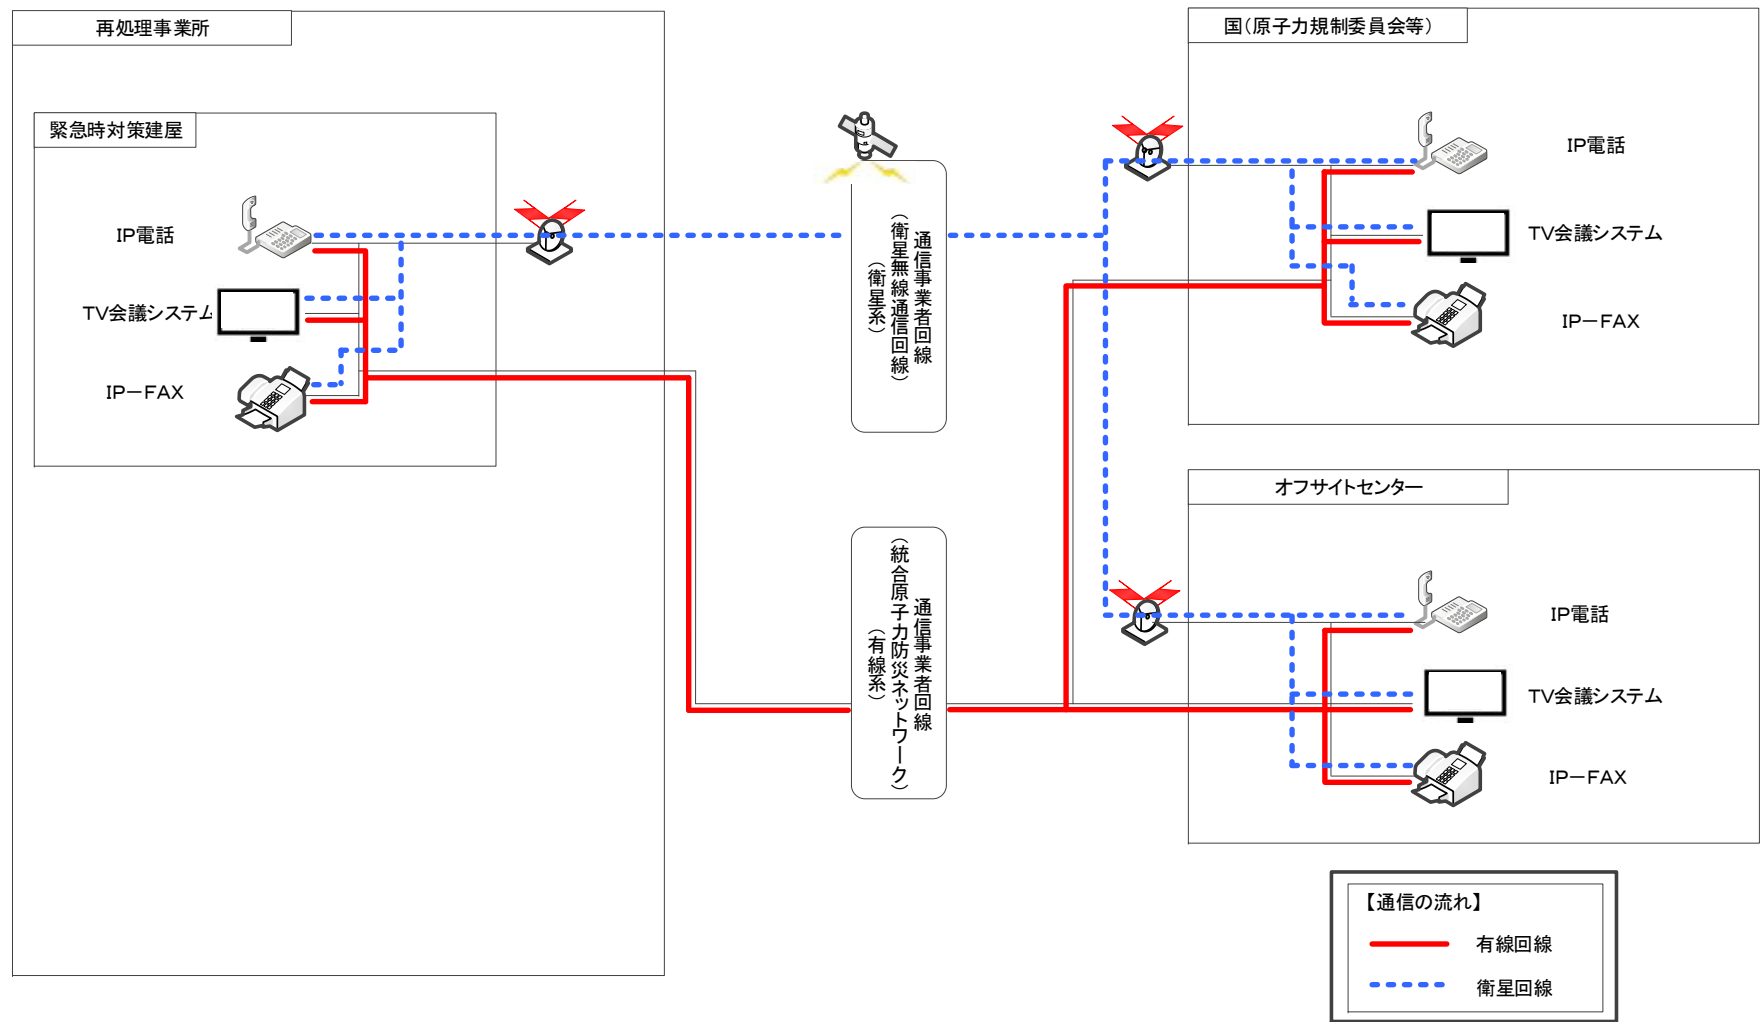 再処理事業所
緊急時対策建屋
IP電話
TV会議システム
IP－FAX
通信事業者回線
（衛星無線通信回線）
（衛星系）
通信事業者回線
（統合原子力防災ネットワーク）
（有線系）
国（原子力規制委員会等）
IP電話
TV会議システム
IP－FAX
オフサイトセンター
IP電話
TV会議システム
IP－FAX
【通信の流れ】
有線回線
衛星回線